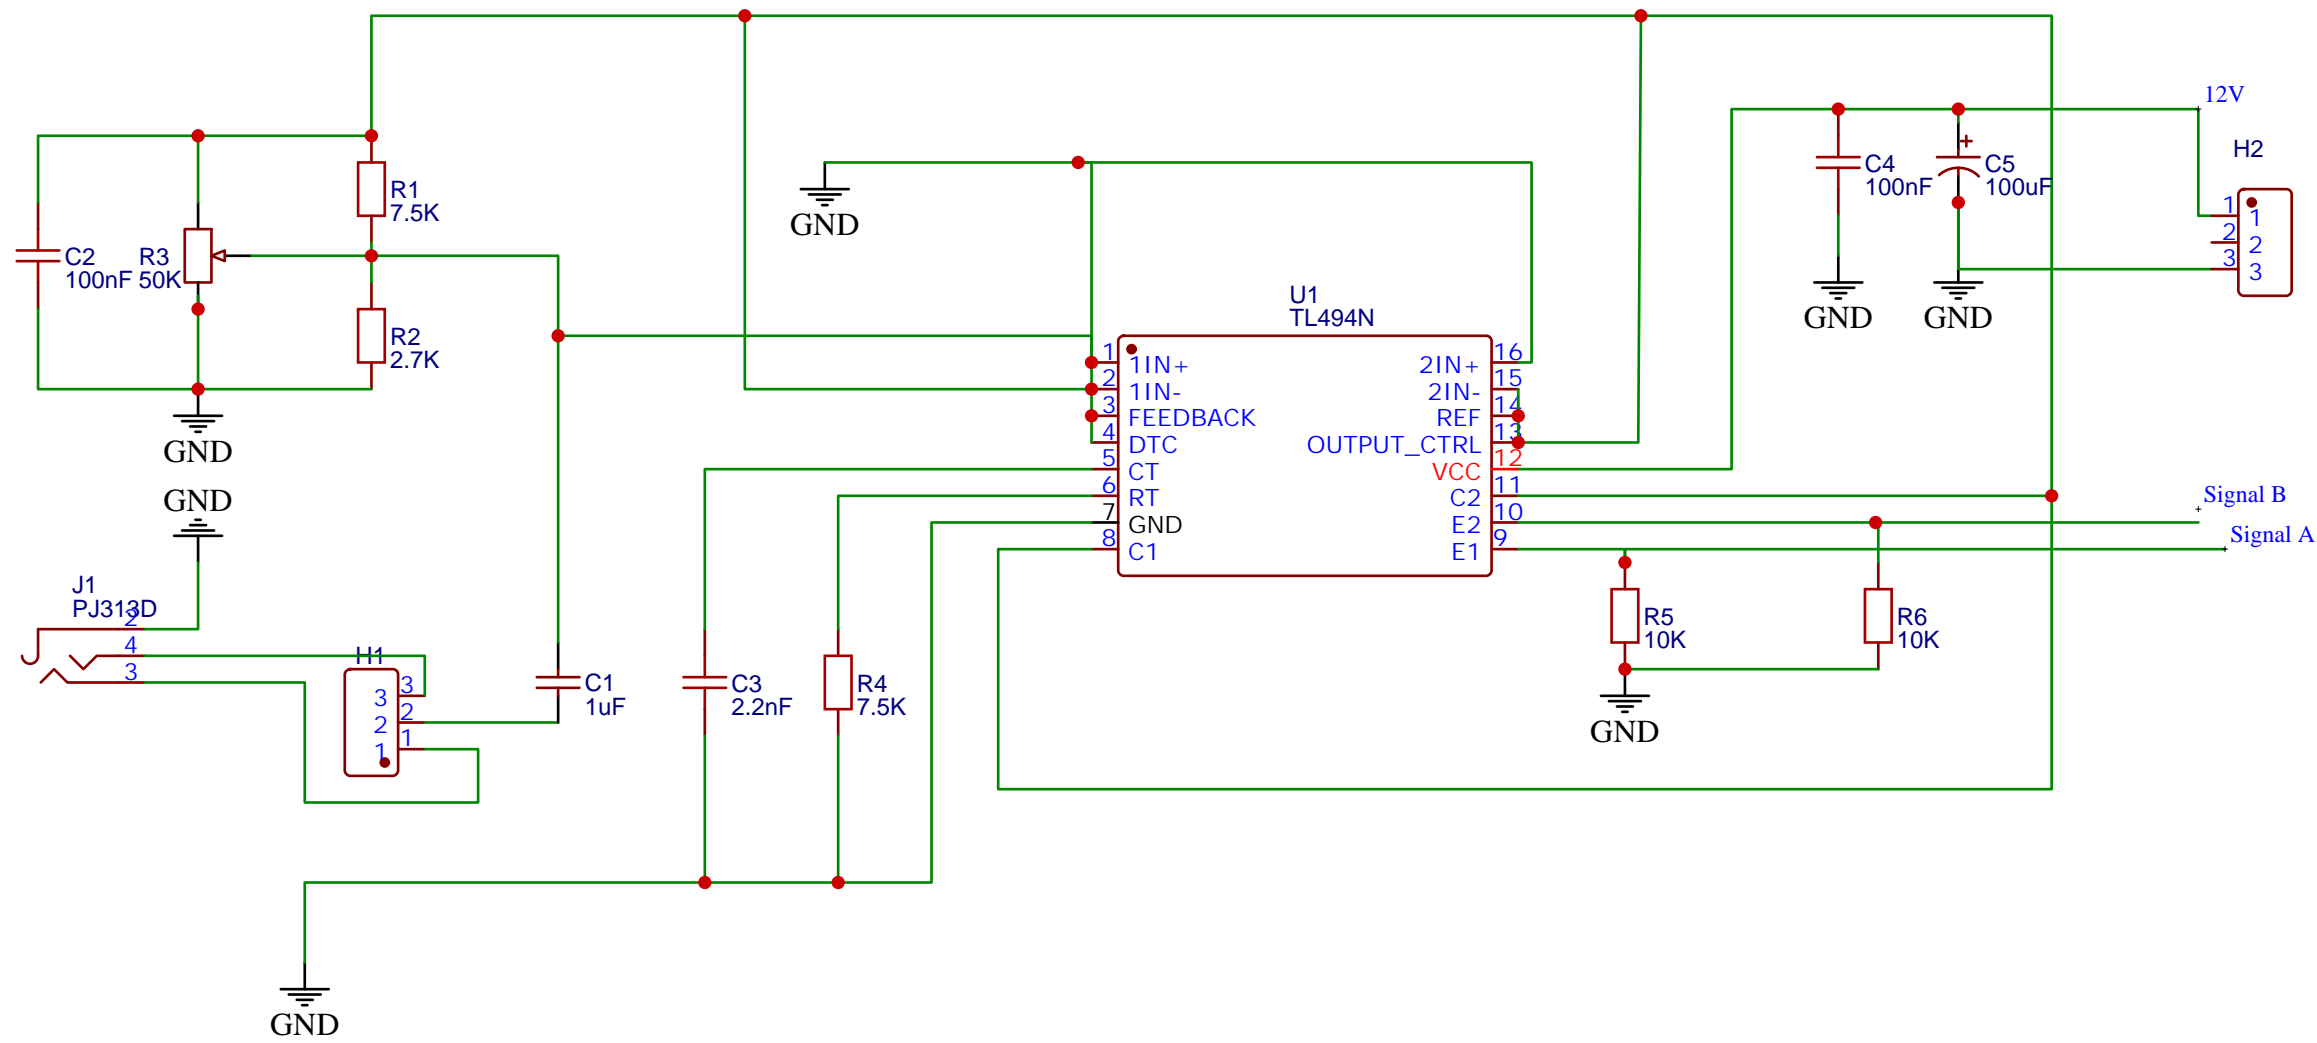 12V
H2
C4
100nF
C5
100uF
1
2
3
1
2
3
GND
GND
R1
7.5K
GND
C2
100nF
R3
50K
R2
2.7K
GND
U1
TL494N
1
2
3
4
5
6
7
8
1IN+
1IN-
FEEDBACK
DTC
CT
RT
GND
C1
2IN+
2IN-
REF
OUTPUT_CTRL
VCC
C2
E2
E1
16
15
14
13
12
11
10
9
Signal B
Signal A
GND
J1
PJ313D
2
4
3
H1
3
2
1
3
2
1
C1
1uF
C3
2.2nF
R4
7.5K
R5
10K
R6
10K
GND
GND